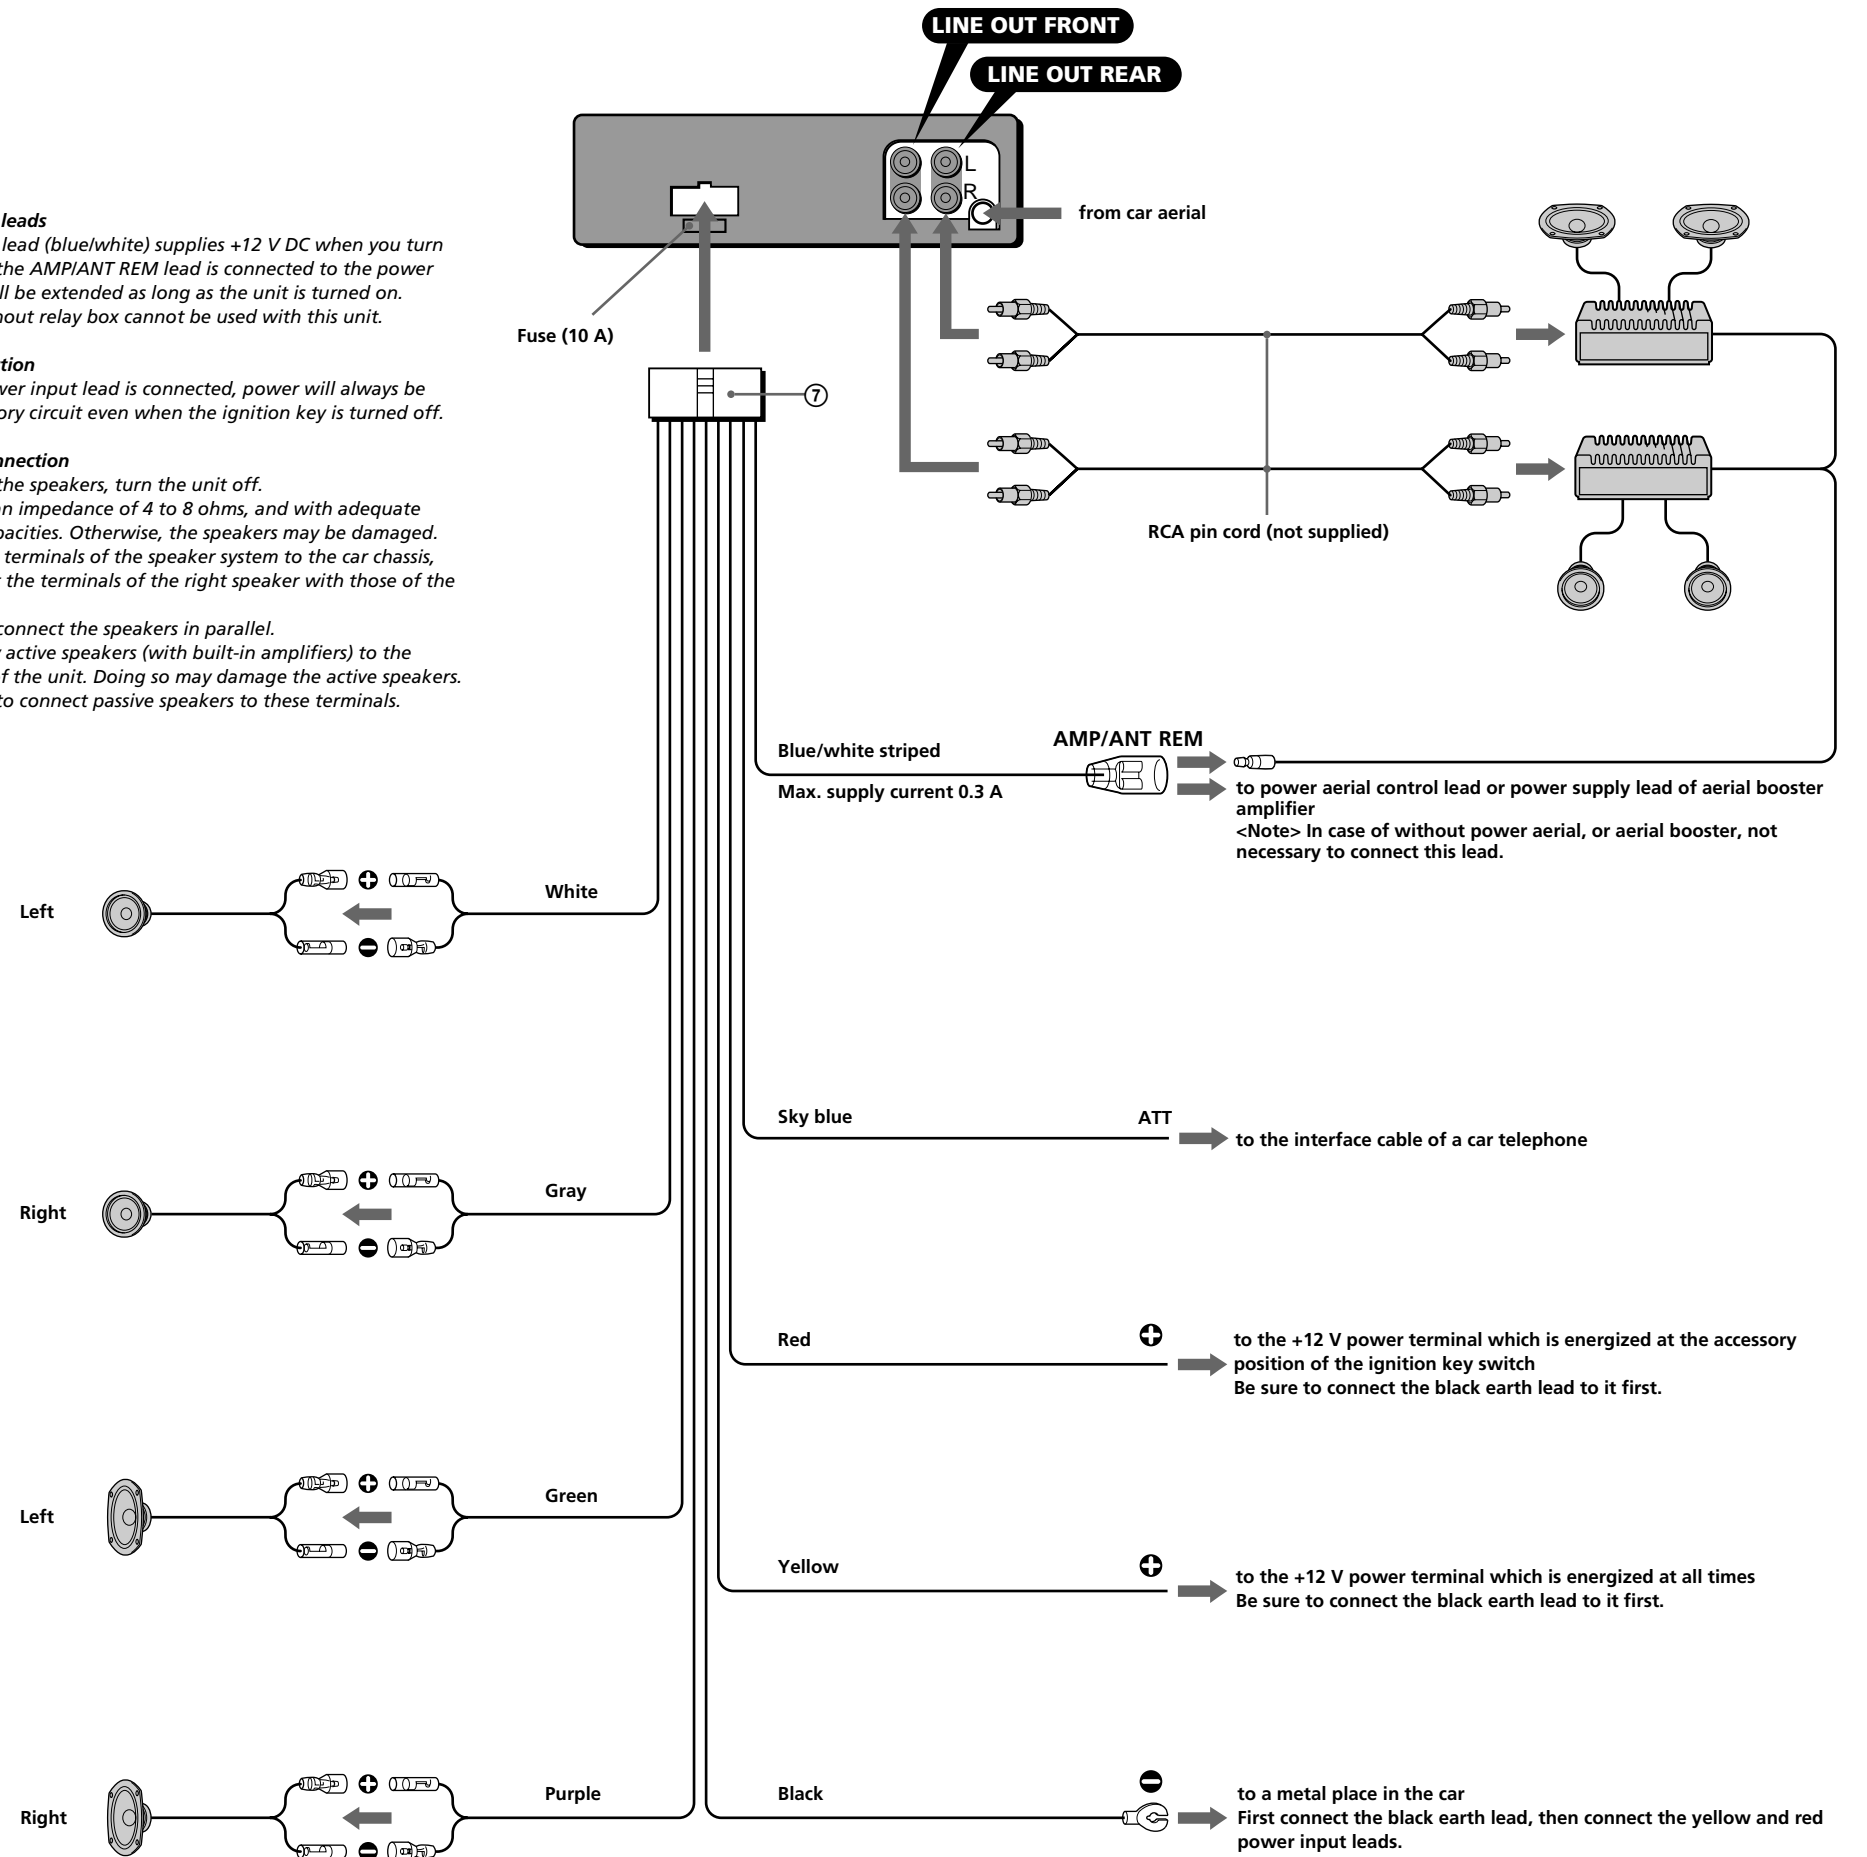 LINE OUT FRONT
LINE OUT REAR
L
R
from car aerial
Fuse (10 A)
⑦
RCA pin cord (not supplied)
leads
lead (blue/white) supplies +12 V DC when you turn
the AMP/ANT REM lead is connected to the power
ll be extended as long as the unit is turned on.
hout relay box cannot be used with this unit.
tion
wer input lead is connected, power will always be
ory circuit even when the ignition key is turned off.
nnection
the speakers, turn the unit off.
an impedance of 4 to 8 ohms, and with adequate
pacities. Otherwise, the speakers may be damaged.
terminals of the speaker system to the car chassis,
t the terminals of the right speaker with those of the
connect the speakers in parallel.
y active speakers (with built-in amplifiers) to the
of the unit. Doing so may damage the active speakers.
to connect passive speakers to these terminals.
Blue/white striped
AMP/ANT REM
Max. supply current 0.3 A
to power aerial control lead or power supply lead of aerial booster
amplifier
<Note> In case of without power aerial, or aerial booster, not
necessary to connect this lead.
Left
White
Sky blue
ATT
to the interface cable of a car telephone
Right
Gray
Red
to the +12 V power terminal which is energized at the accessory
position of the ignition key switch
Be sure to connect the black earth lead to it first.
Left
Green
Yellow
to the +12 V power terminal which is energized at all times
Be sure to connect the black earth lead to it first.
Right
Purple
Black
to a metal place in the car
First connect the black earth lead, then connect the yellow and red
power input leads.